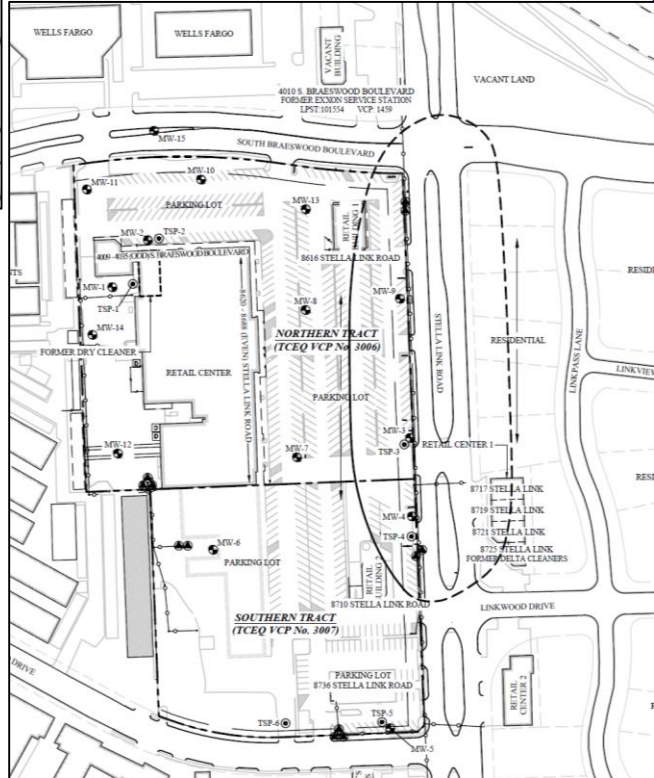 WELLS FARGO
WELLS FARGO
VACANT
BUILDING
VACANT LAND
4010 S. BRAESWOOD BOULEVARD
FORMER EXXON SERVICE STATION
LPST:101554 VCP: 1459
MW-15
SOUTH BRAESWOOD BOULEVARD
MW-10
MW-11
MW-13
PARKING LOT
RETAIL
BUILDING 1
MW-2
TSP-2
4009 - 4035 (ODD) S. BRAESWOOD BOULEVARD
8616 STELLA LINK ROAD
MW-1
TSP-1
MW-8
MW-9
8620 - 8688 (EVEN) STELLA LINK ROAD
STELLA LINK ROAD
LINKPASS LANE
MW-14
NORTHERN TRACT
(TCEQ VCP No. 3006)
RESIDENTIAL
FORMER DRY CLEANER
RETAIL CENTER
PARKING LOT
MW-3
TSP-3
RETAIL CENTER 1
MW-12
MW-7
8717 STELLA LINK
8719 STELLA LINK
8721 STELLA LINK
8725 STELLA LINK
FORMER DELTA CLEANERS
MW-4
TSP-4
MW-6
PARKING LOT
RETAIL
BUILDING 2
8710 STELLA LINK ROAD
LINKWOOD DRIVE
SOUTHERN TRACT
(TCEQ VCP No. 3007)
DRIVE
PARKING LOT
8736 STELLA LINK ROAD
RETAIL
CENTER 2
TSP-6
TSP-5
MW-5